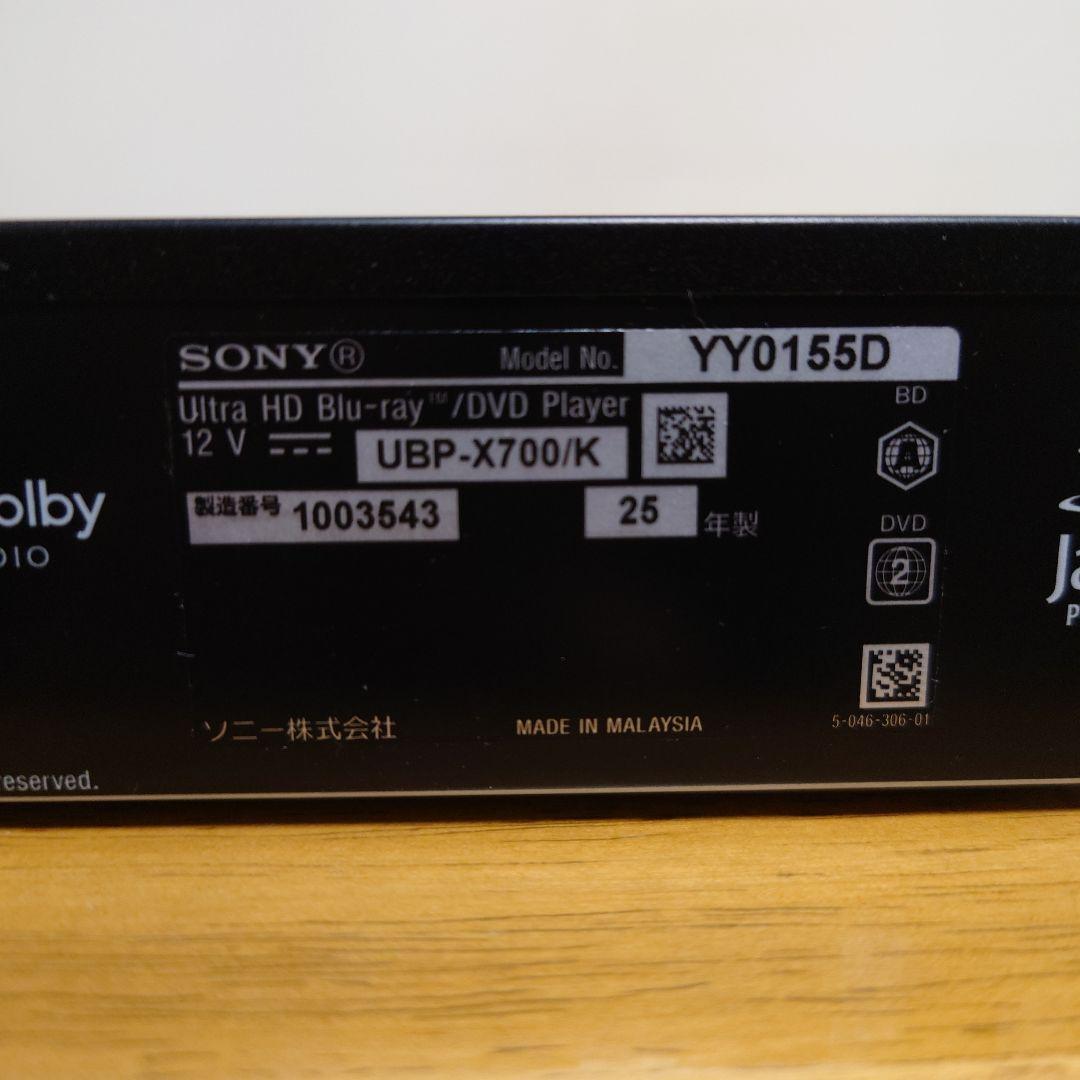 SONY® Model No. YY0155D
Ultra HD Blu-ray™/DVD Player
12 V
UBP-X700/K
製造番号 1003543
25 年製
BD
A
DVD
2
5-046-306-01
ソニー株式会社
MADE IN MALAYSIA
olby
DIO
reserved.
Ja
P